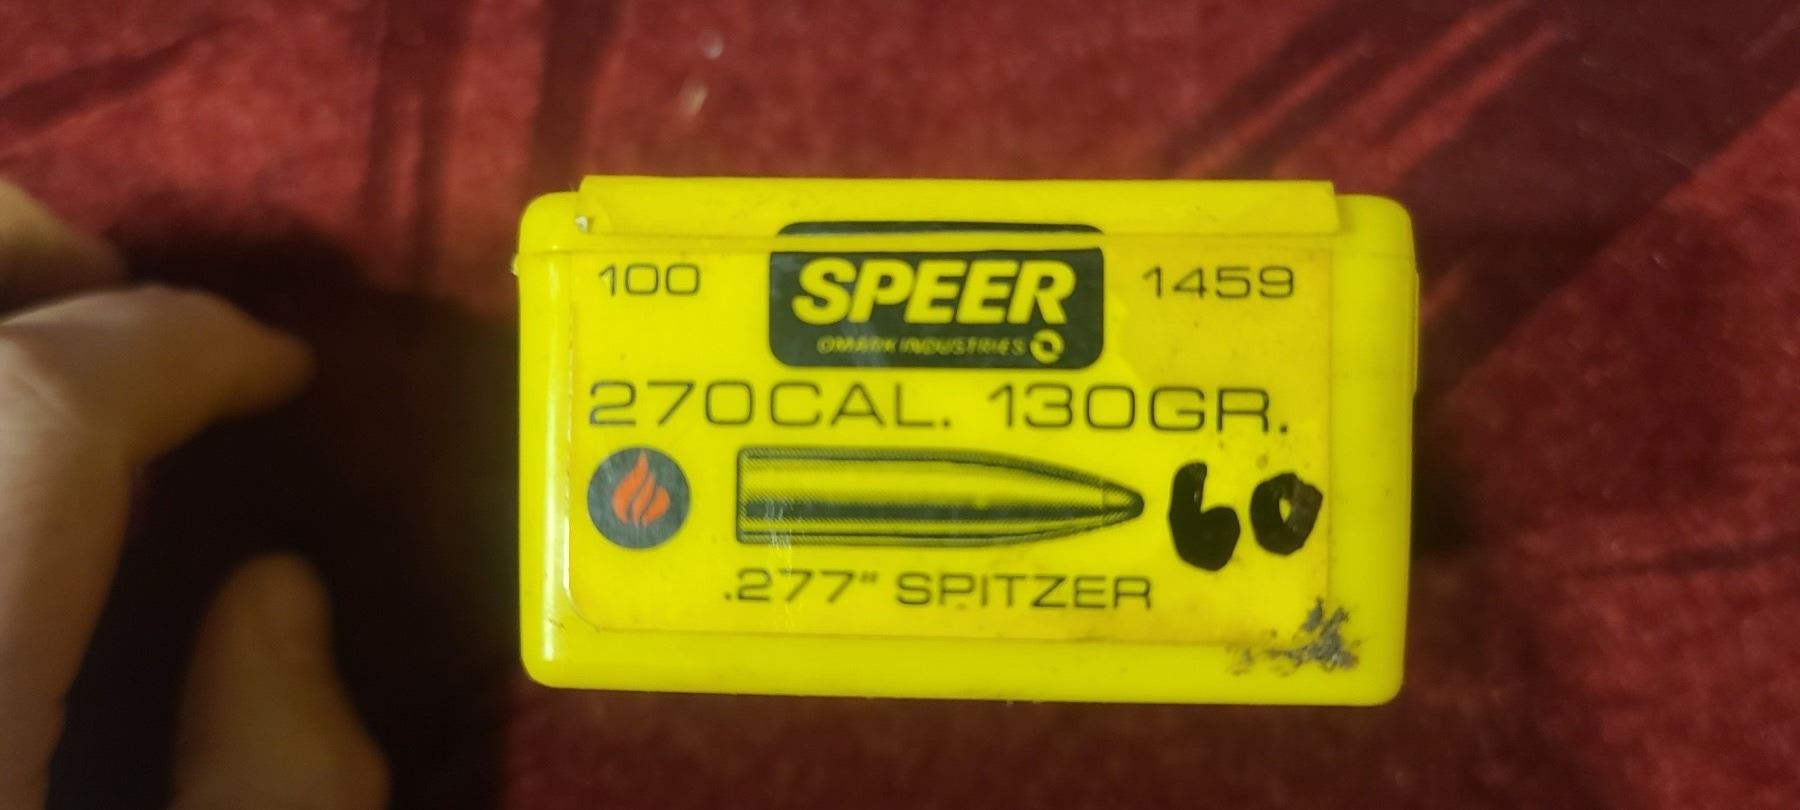 100 SPEER 1459
OMARK INDUSTRIES
270CAL. 130GR.
60
.277" SPITZER